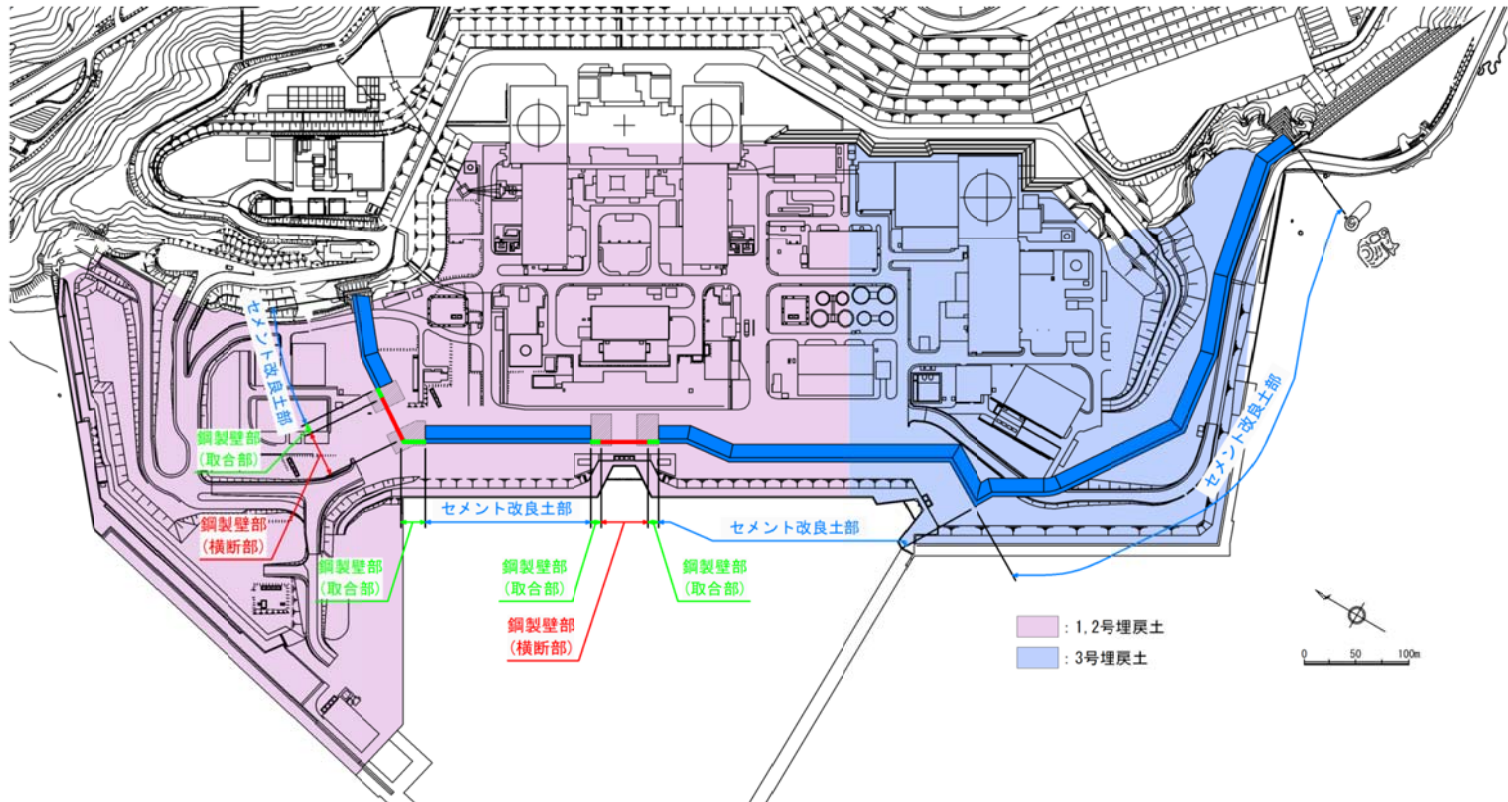 セメント改良土部
鋼製壁部
(取合部)
鋼製壁部
(横断部)
鋼製壁部
(取合部)
セメント改良土部
鋼製壁部
(取合部)
鋼製壁部
(横断部)
鋼製壁部
(取合部)
セメント改良土部
セメント改良土部
：1,2号埋戻土
：3号埋戻土
0 50 100m